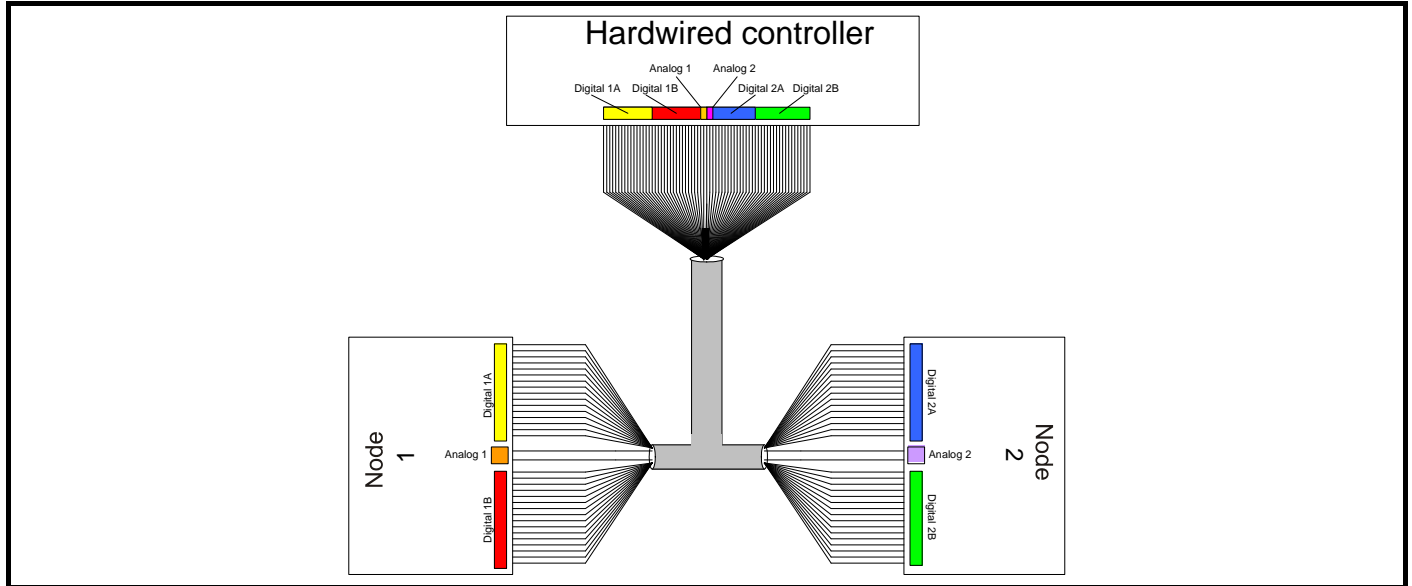 Hardwired controller
Analog 1 Analog 2
Digital 1A Digital 1B Digital 2A Digital 2B
Node
1
Digital 1A
Analog 1
Digital 1B
Digital 2A
Analog 2
Digital 2B
Node
2